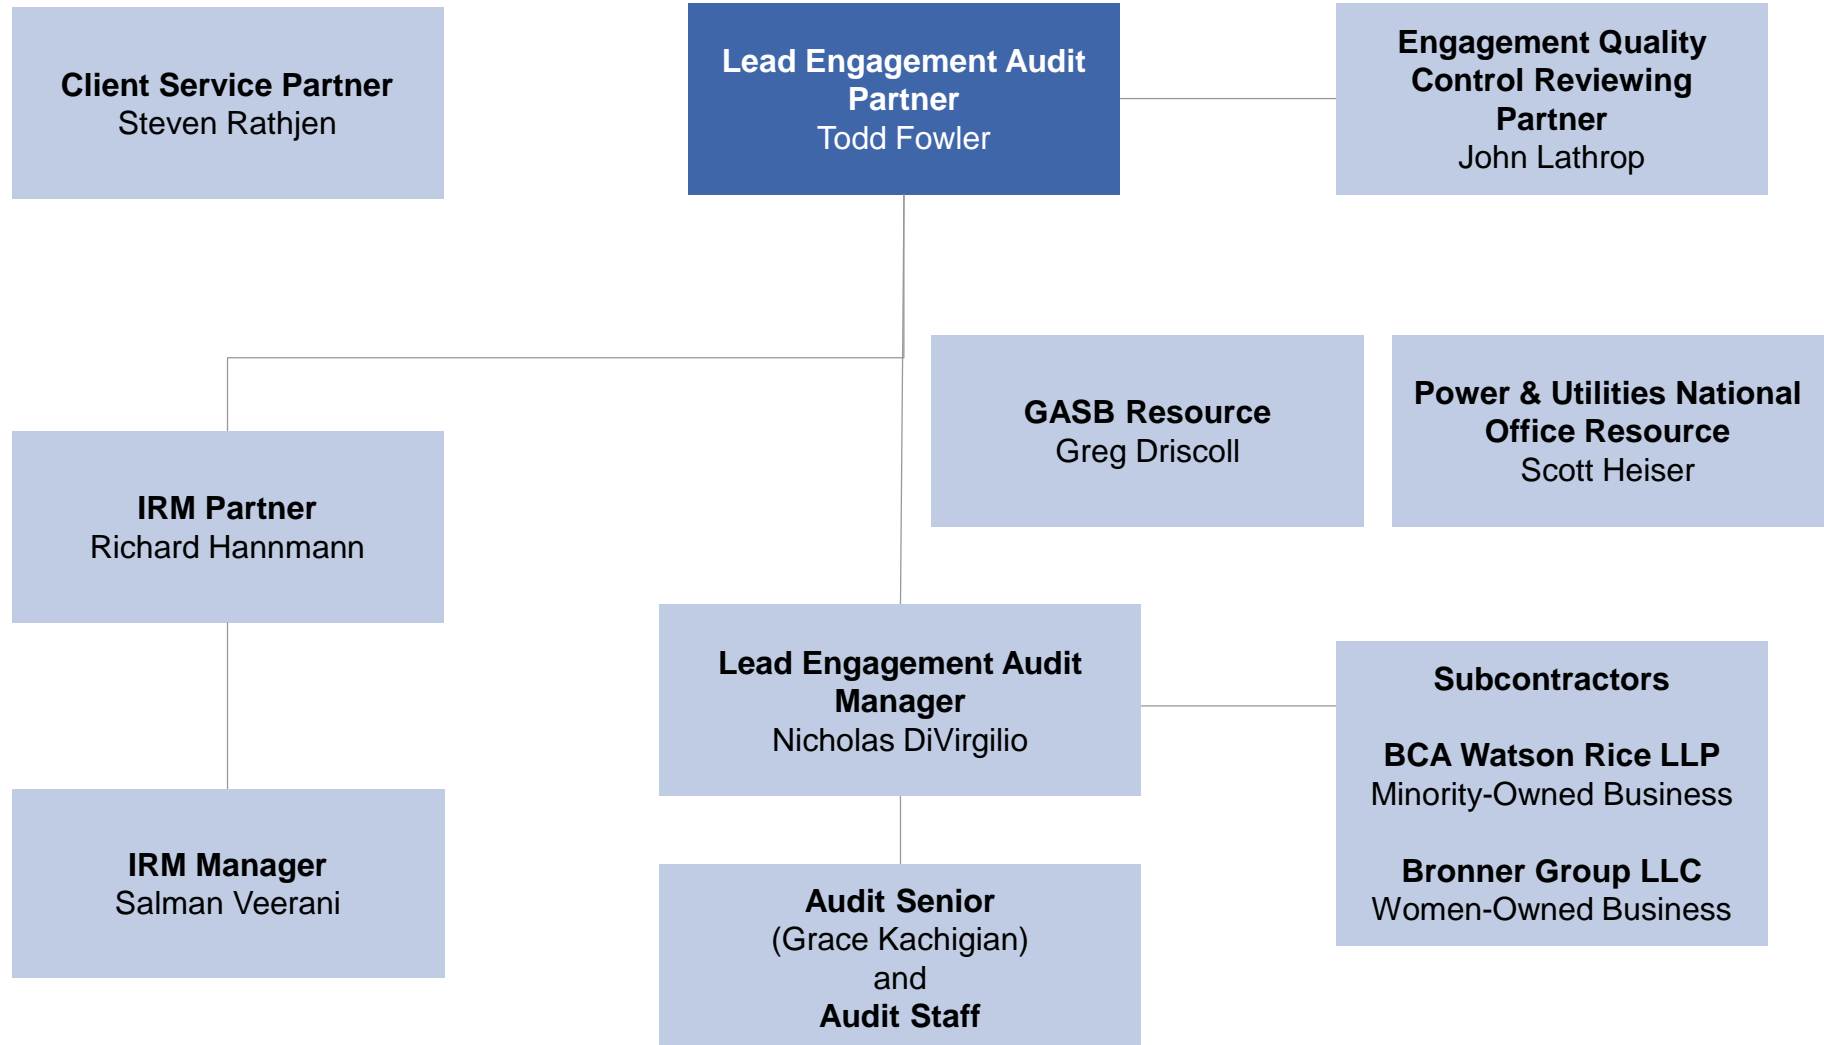 Client Service Partner
Steven Rathjen
Lead Engagement Audit
Partner
Todd Fowler
Engagement Quality
Control Reviewing
Partner
John Lathrop
GASB Resource
Greg Driscoll
Power & Utilities National
Office Resource
Scott Heiser
IRM Partner
Richard Hannmann
Lead Engagement Audit
Manager
Nicholas DiVirgilio
Subcontractors
BCA Watson Rice LLP
Minority-Owned Business
Bronner Group LLC
Women-Owned Business
IRM Manager
Salman Veerani
Audit Senior
(Grace Kachigian)
and
Audit Staff